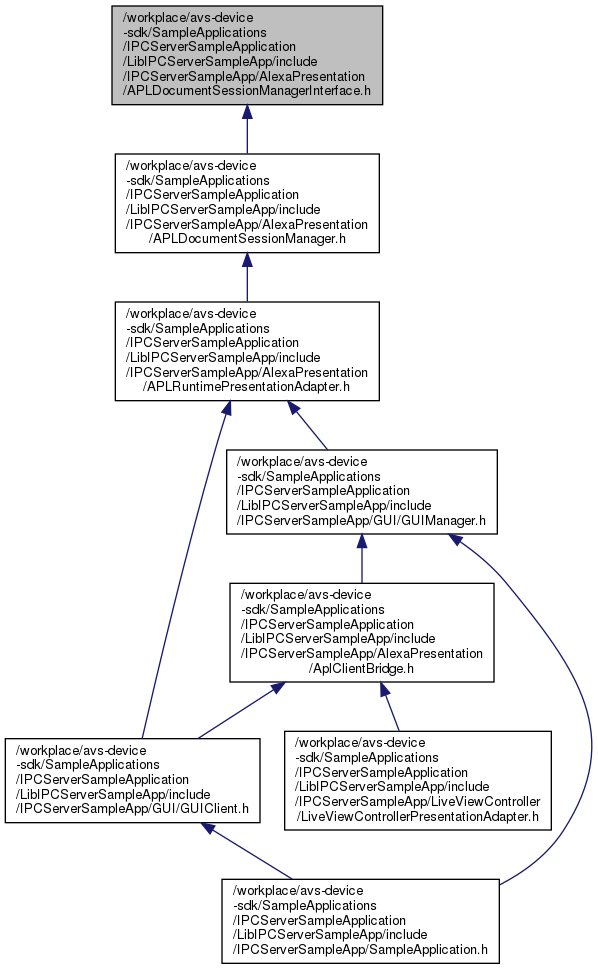 /workplace/avs-device
-sdk/SampleApplications
/IPCServerSampleApplication
/LibIPCServerSampleApp/include
/IPCServerSampleApp/AlexaPresentation
/APLDocumentSessionManagerInterface.h
/workplace/avs-device
-sdk/SampleApplications
/IPCServerSampleApplication
/LibIPCServerSampleApp/include
/IPCServerSampleApp/AlexaPresentation
/APLDocumentSessionManager.h
/workplace/avs-device
-sdk/SampleApplications
/IPCServerSampleApplication
/LibIPCServerSampleApp/include
/IPCServerSampleApp/AlexaPresentation
/APLRuntimePresentationAdapter.h
/workplace/avs-device
-sdk/SampleApplications
/IPCServerSampleApplication
/LibIPCServerSampleApp/include
/IPCServerSampleApp/GUI/GUIManager.h
/workplace/avs-device
-sdk/SampleApplications
/IPCServerSampleApplication
/LibIPCServerSampleApp/include
/IPCServerSampleApp/AlexaPresentation
/AplClientBridge.h
/workplace/avs-device
-sdk/SampleApplications
/IPCServerSampleApplication
/LibIPCServerSampleApp/include
/IPCServerSampleApp/GUI/GUIClient.h
/workplace/avs-device
-sdk/SampleApplications
/IPCServerSampleApplication
/LibIPCServerSampleApp/include
/IPCServerSampleApp/LiveViewController
/LiveViewControllerPresentationAdapter.h
/workplace/avs-device
-sdk/SampleApplications
/IPCServerSampleApplication
/LibIPCServerSampleApp/include
/IPCServerSampleApp/SampleApplication.h